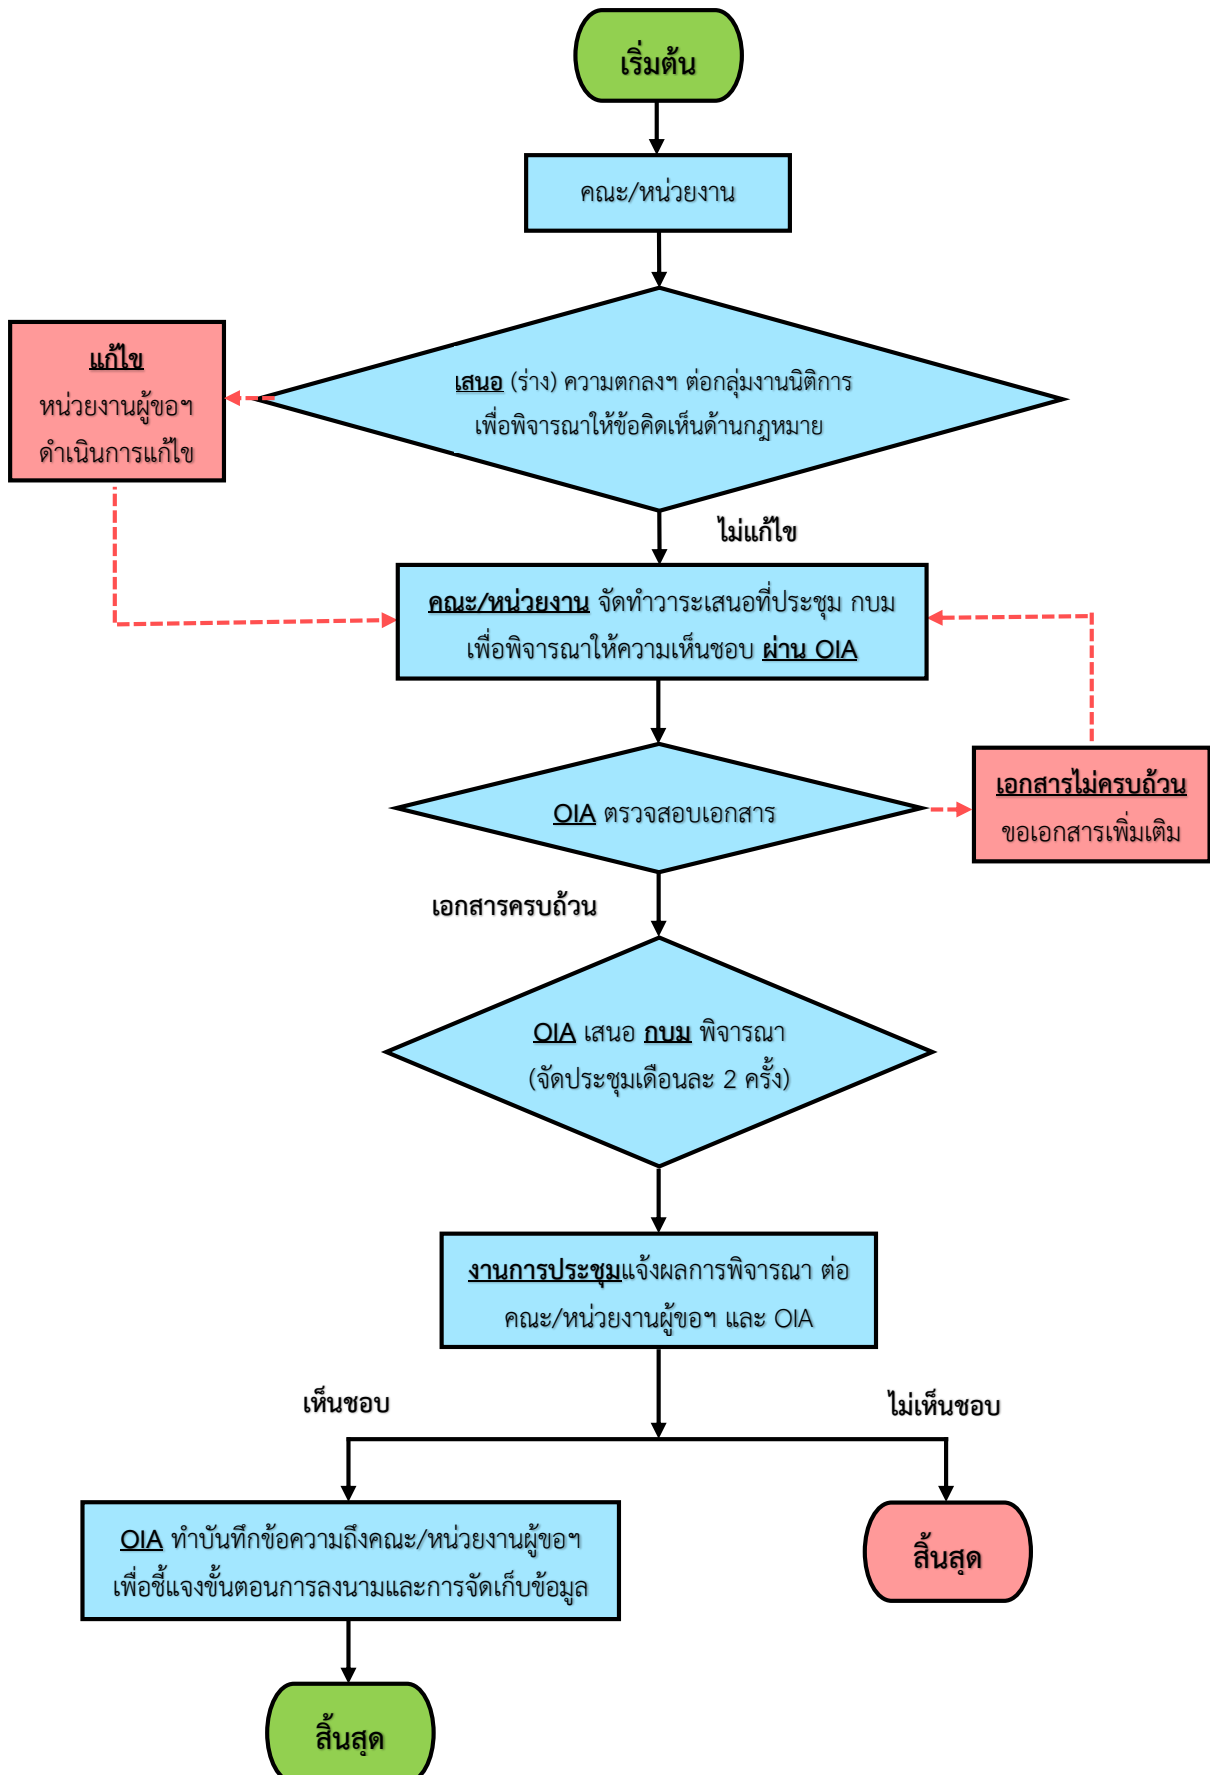 เริ่มต้น
คณะ/หน่วยงาน
เสนอ (ร่าง) ความตกลงฯ ต่อกลุ่มงานนิติการ
เพื่อพิจารณาให้ข้อคิดเห็นด้านกฎหมาย
แก้ไข
หน่วยงานผู้ขอฯ
ดำเนินการแก้ไข
ไม่แก้ไข
คณะ/หน่วยงาน จัดทำวาระเสนอที่ประชุม กบม
เพื่อพิจารณาให้ความเห็นชอบ ผ่าน OIA
OIA ตรวจสอบเอกสาร
เอกสารไม่ครบถ้วน
ขอเอกสารเพิ่มเติม
เอกสารครบถ้วน
OIA เสนอ กบม พิจารณา
(จัดประชุมเดือนละ 2 ครั้ง)
งานการประชุมแจ้งผลการพิจารณา ต่อ
คณะ/หน่วยงานผู้ขอฯ และ OIA
เห็นชอบ
ไม่เห็นชอบ
OIA ทำบันทึกข้อความถึงคณะ/หน่วยงานผู้ขอฯ
เพื่อชี้แจงขั้นตอนการลงนามและการจัดเก็บข้อมูล
สิ้นสุด
สิ้นสุด